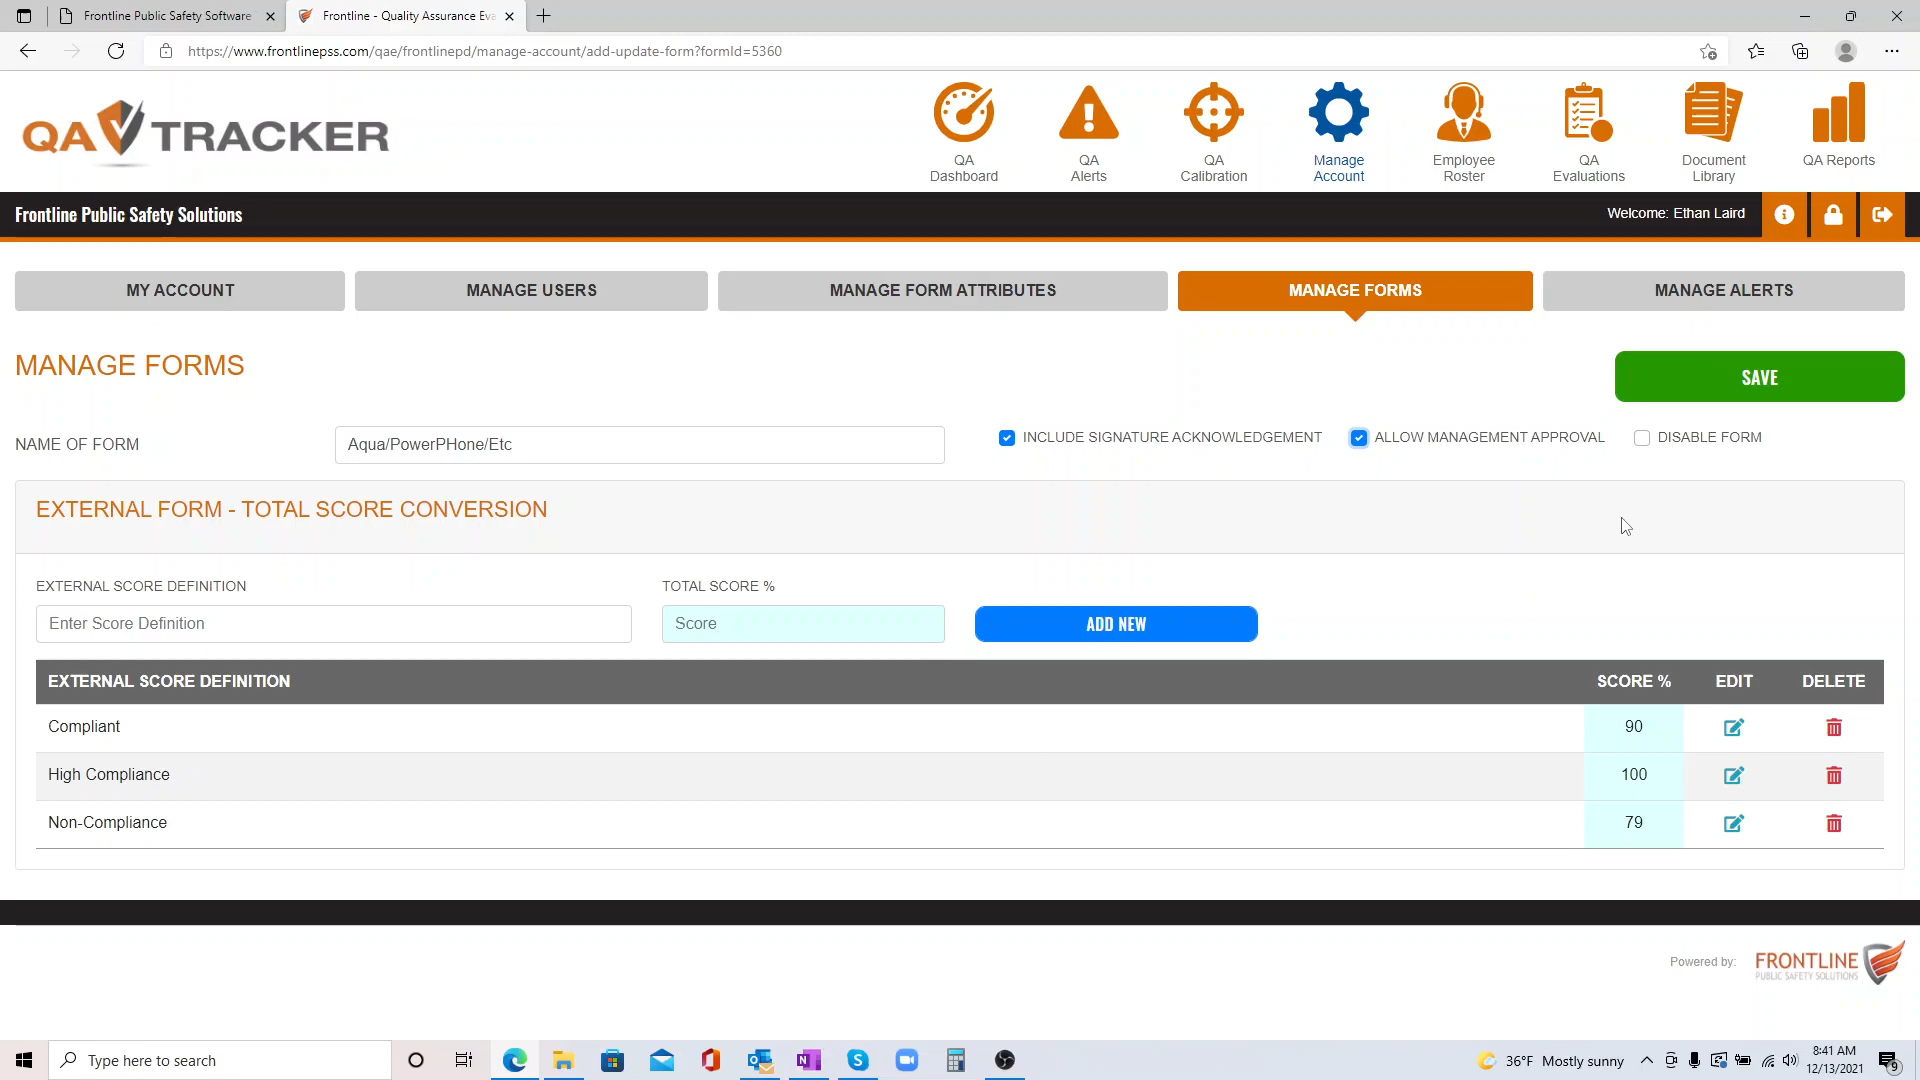 Frontline Public Safety Software
Frontline - Quality Assurance Eva
https://www.frontlinepss.com/qae/frontlinepd/manage-account/add-update-form?formId=5360
QA TRACKER
QA Dashboard
QA Alerts
QA Calibration
Manage Account
Employee Roster
QA Evaluations
Document Library
QA Reports
Frontline Public Safety Solutions
Welcome: Ethan Laird
MY ACCOUNT
MANAGE USERS
MANAGE FORM ATTRIBUTES
MANAGE FORMS
MANAGE ALERTS
MANAGE FORMS
SAVE
NAME OF FORM
Aqua/PowerPHone/Etc
INCLUDE SIGNATURE ACKNOWLEDGEMENT
ALLOW MANAGEMENT APPROVAL
DISABLE FORM
EXTERNAL FORM - TOTAL SCORE CONVERSION
EXTERNAL SCORE DEFINITION
TOTAL SCORE %
Enter Score Definition
Score
ADD NEW
EXTERNAL SCORE DEFINITION SCORE % EDIT DELETE
Compliant 90
High Compliance 100
Non-Compliance 79
Powered by:
FRONTLINE
PUBLIC SAFETY SOLUTIONS
Type here to search
36°F Mostly sunny
8:41 AM
12/13/2021
9